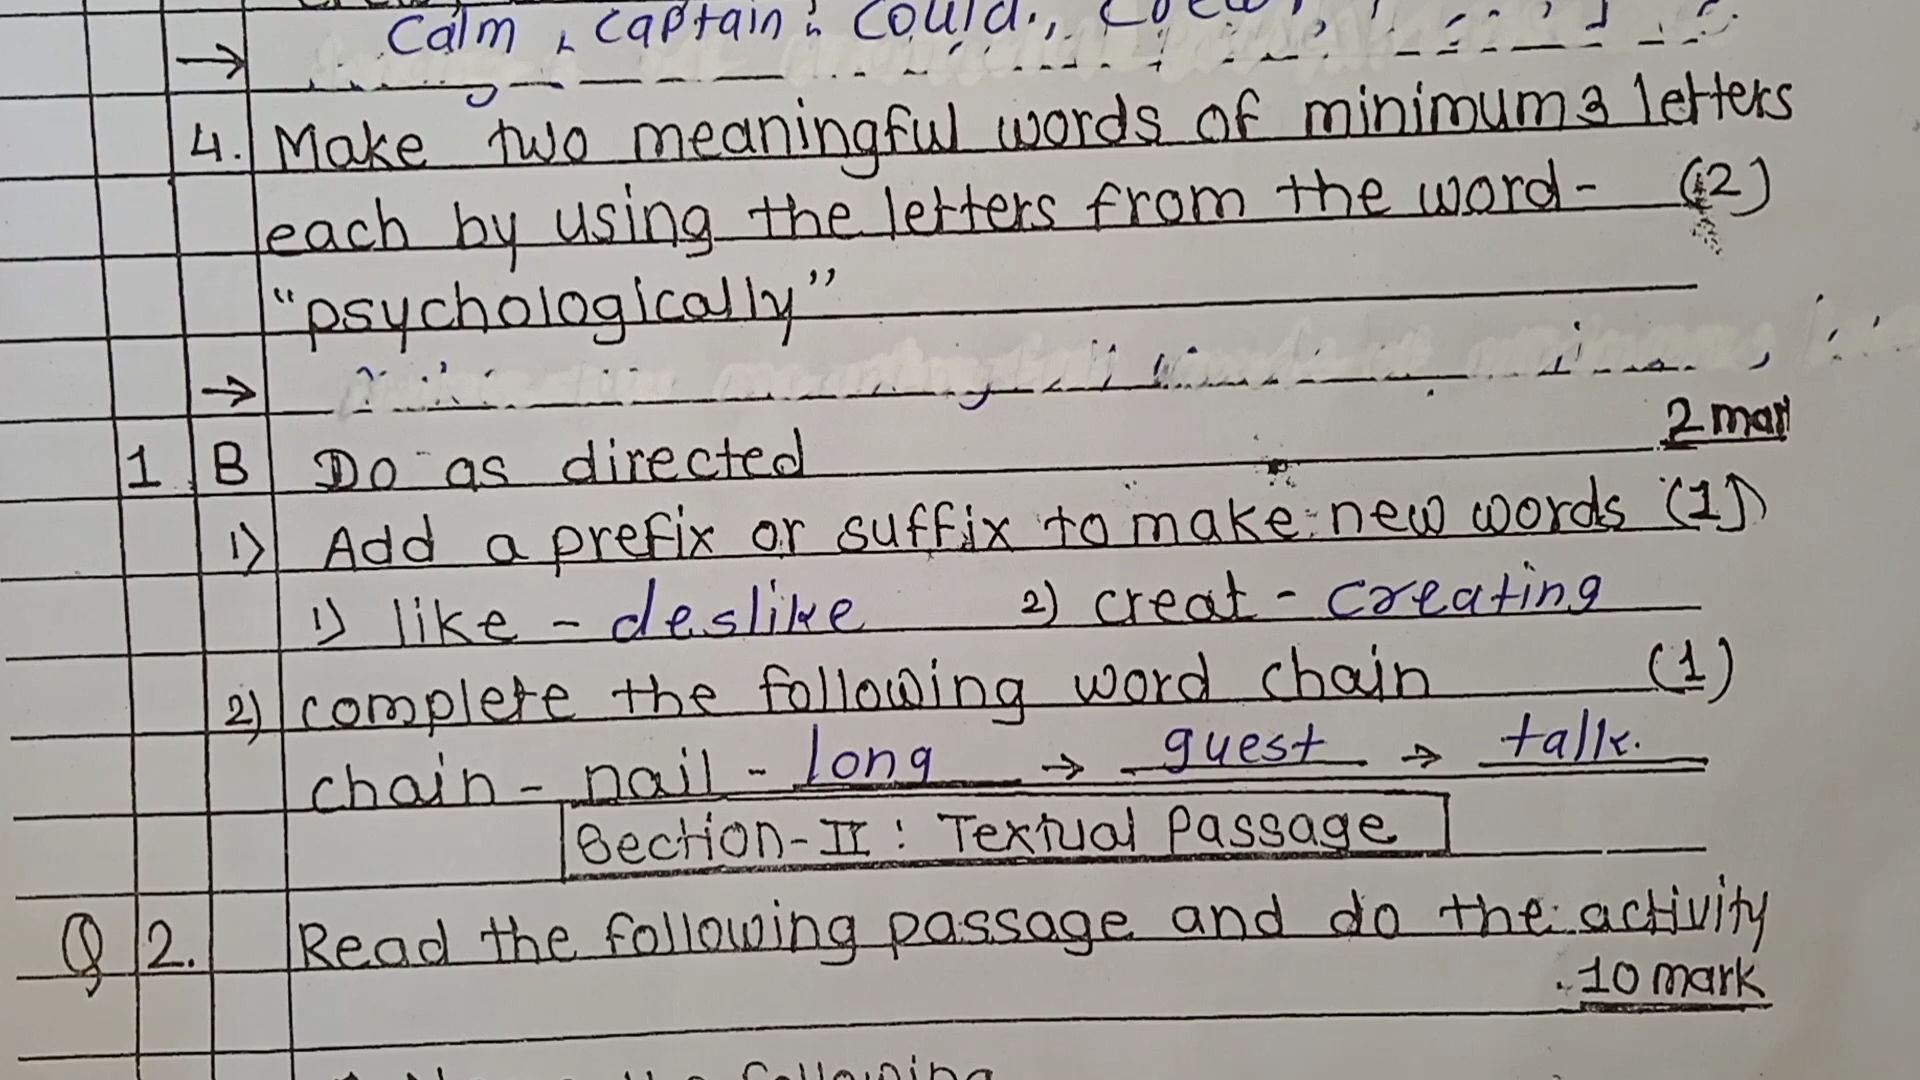 calm, captain, could,
→
4. Make two meaningful words of minimum 3 letters
each by using the letters from the word- (2)
"psychologically"
→
2 mar
1 B Do as directed
1) Add a prefix or suffix to make new words (1)
1) like - deslike 2) creat - creating
2) complete the following word chain (1)
chain - nail - long → guest → talk.
Section-II : Textual Passage
Q 2. Read the following passage and do the activity
10 mark
following